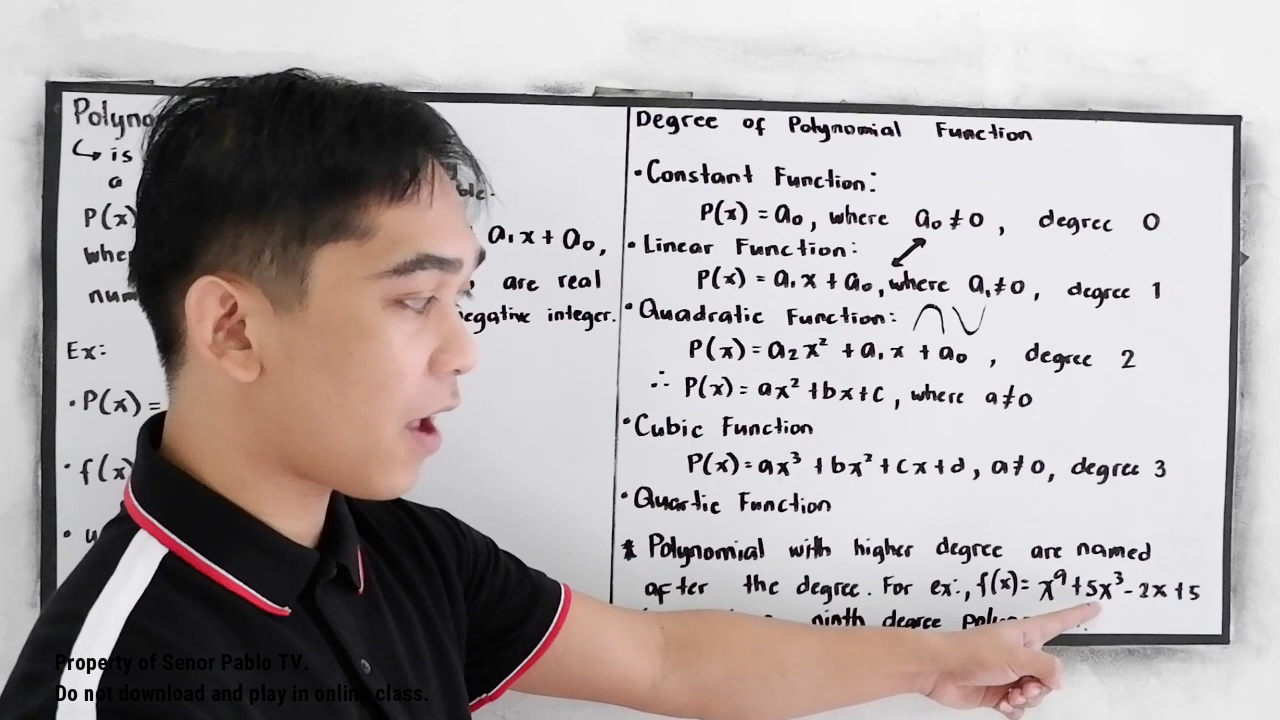 Polyno
↳ is
a
P(x) a₁x + a₀,
whe , are real
num egative integer.
Ex:
• P(x) =
• f(x)
Degree of Polynomial Function
• Constant Function:
P(x) = a₀, where a₀ ≠ 0, degree 0
• Linear Function:
P(x) = a₁x + a₀, where a₁ ≠ 0, degree 1
• Quadratic Function:
P(x) = a₂x² + a₁x + a₀, degree 2
∴ P(x) = ax² + bx + c, where a ≠ 0
• Cubic Function
P(x) = ax³ + bx² + cx + d, a ≠ 0, degree 3
• Quartic Function
* Polynomial with higher degree are named
after the degree. For ex:, f(x) = x⁹ + 5x³ - 2x + 5
ninth degree
Property of Senor Pablo TV.
Do not download and play in online class.